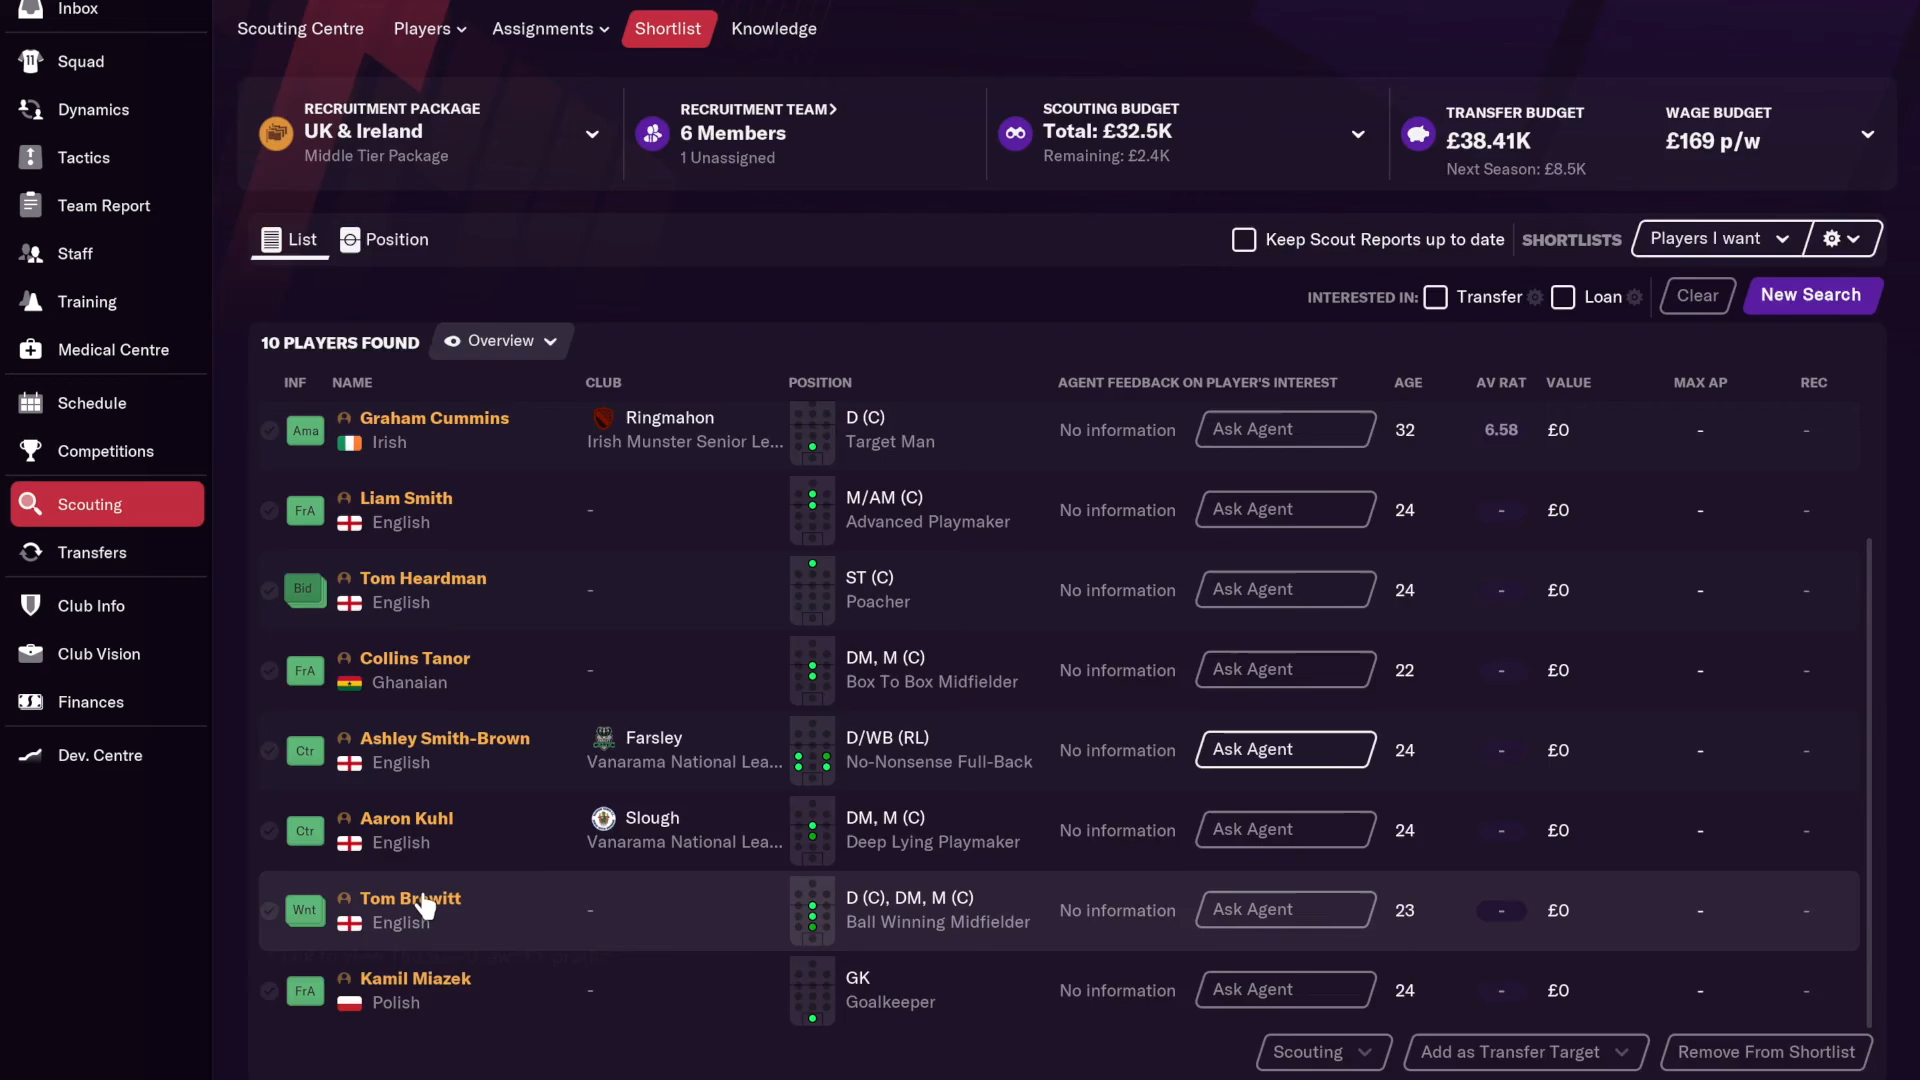 Inbox
Squad
Dynamics
Tactics
Team Report
Staff
Training
Medical Centre
Schedule
Competitions
Scouting
Transfers
Club Info
Club Vision
Finances
Dev. Centre
Scouting Centre Players Assignments Shortlist Knowledge
RECRUITMENT PACKAGE
UK & Ireland
Middle Tier Package
RECRUITMENT TEAM>
6 Members
1 Unassigned
SCOUTING BUDGET
Total: £32.5K
Remaining: £2.4K
TRANSFER BUDGET
£38.41K
Next Season: £8.5K
WAGE BUDGET
£169 p/w
List Position
Keep Scout Reports up to date SHORTLISTS Players I want
INTERESTED IN: Transfer Loan Clear New Search
10 PLAYERS FOUND Overview
INF NAME CLUB POSITION AGENT FEEDBACK ON PLAYER'S INTEREST AGE AV RAT VALUE MAX AP REC
Ama Graham Cummins Ringmahon D (C) No information Ask Agent 32 6.58 £0 - -
Irish Irish Munster Senior Le... Target Man
FrA Liam Smith - M/AM (C) No information Ask Agent 24 - £0 - -
English Advanced Playmaker
Bid Tom Heardman - ST (C) No information Ask Agent 24 - £0 - -
English Poacher
FrA Collins Tanor - DM, M (C) No information Ask Agent 22 - £0 - -
Ghanaian Box To Box Midfielder
Ctr Ashley Smith-Brown Farsley D/WB (RL) No information Ask Agent 24 - £0 - -
English Vanarama National Lea... No-Nonsense Full-Back
Ctr Aaron Kuhl Slough DM, M (C) No information Ask Agent 24 - £0 - -
English Vanarama National Lea... Deep Lying Playmaker
Wnt Tom Brewitt - D (C), DM, M (C) No information Ask Agent 23 - £0 - -
English Ball Winning Midfielder
FrA Kamil Miazek - GK No information Ask Agent 24 - £0 - -
Polish Goalkeeper
Scouting Add as Transfer Target Remove From Shortlist